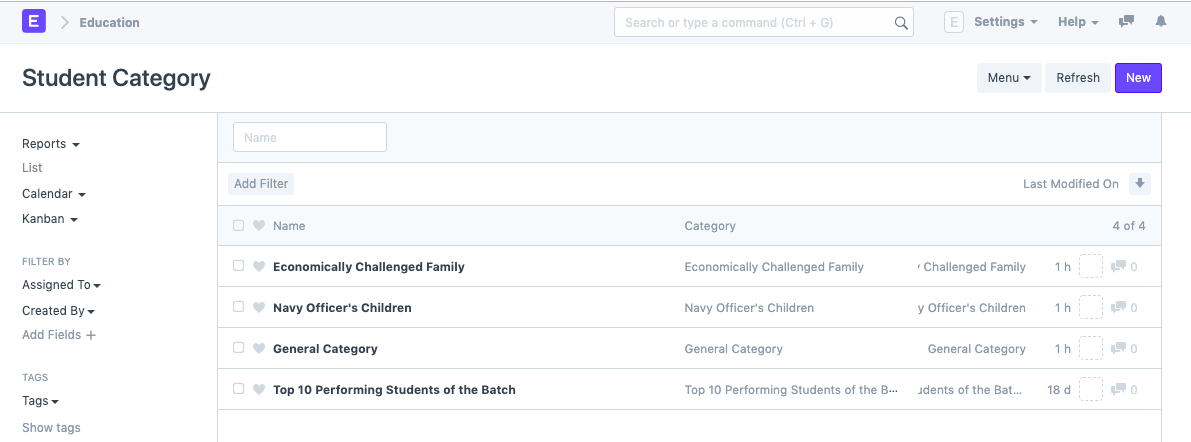 E Education Search or type a command (Ctrl + G) E Settings Help
Student Category Menu Refresh New
Reports
List
Calendar
Kanban
FILTER BY
Assigned To
Created By
Add Fields +
TAGS
Tags
Show tags
Name
Add Filter Last Modified On
Name Category 4 of 4
Economically Challenged Family Economically Challenged Family Challenged Family 1 h 0
Navy Officer's Children Navy Officer's Children y Officer's Children 1 h 0
General Category General Category General Category 1 h 0
Top 10 Performing Students of the Batch Top 10 Performing Students of the B... udents of the Bat... 18 d 0